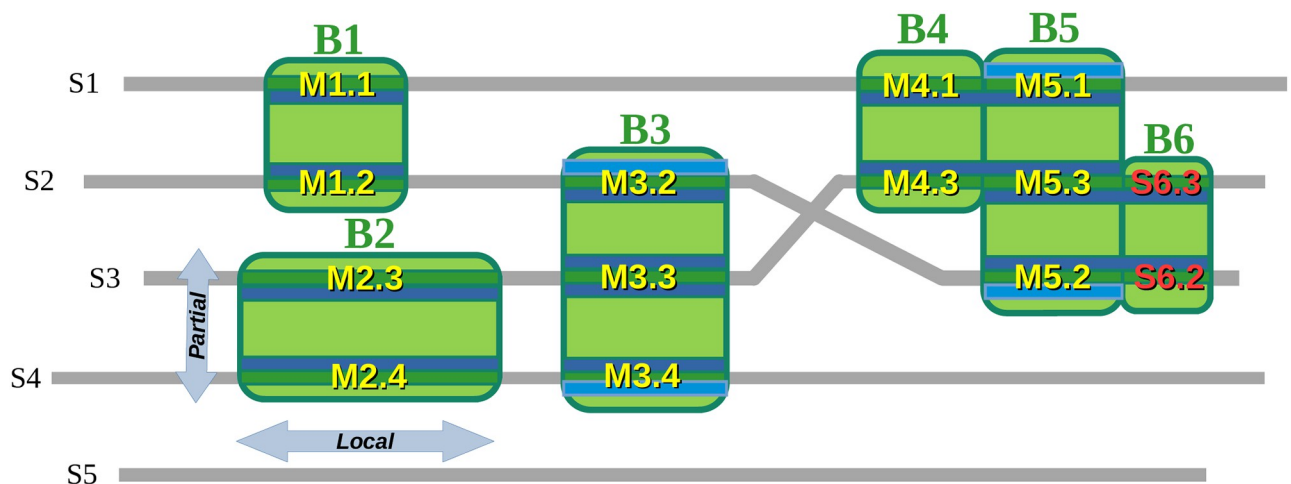 B1
B4
B5
S1
M1.1
M4.1
M5.1
B3
B6
S2
M1.2
M3.2
M4.3
M5.3
S6.3
B2
S3
M2.3
M3.3
M5.2
S6.2
Partial
S4
M2.4
M3.4
Local
S5